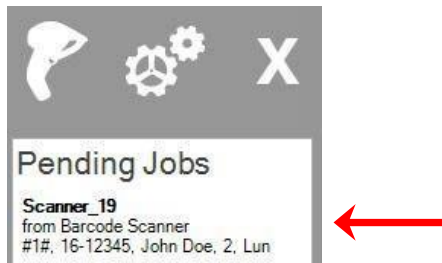 X
Pending Jobs
Scanner_19
from Barcode Scanner
#1#, 16-12345, John Doe, 2, Lun